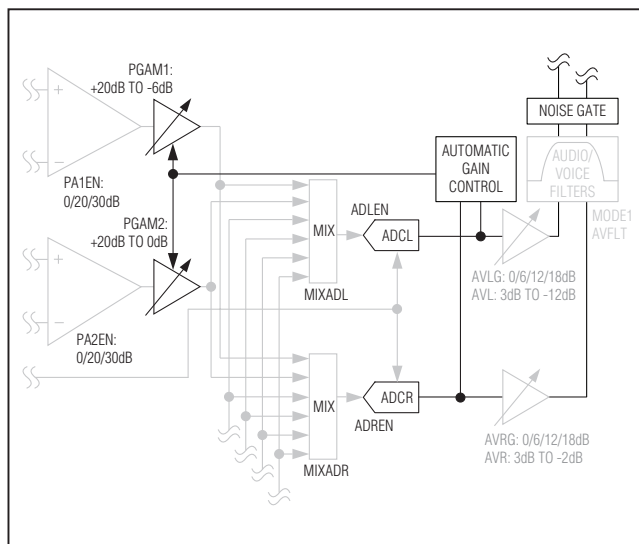 PGAM1:
+20dB TO -6dB
+
-
PA1EN:
0/20/30dB
PGAM2:
+20dB TO 0dB
+
-
PA2EN:
0/20/30dB
MIX
MIXADL
ADLEN
ADCL
AUTOMATIC
GAIN
CONTROL
NOISE GATE
AUDIO/
VOICE
FILTERS
MODE1
AVFLT
AVLG: 0/6/12/18dB
AVL: 3dB TO -12dB
MIX
MIXADR
ADCR
ADREN
AVRG: 0/6/12/18dB
AVR: 3dB TO -2dB